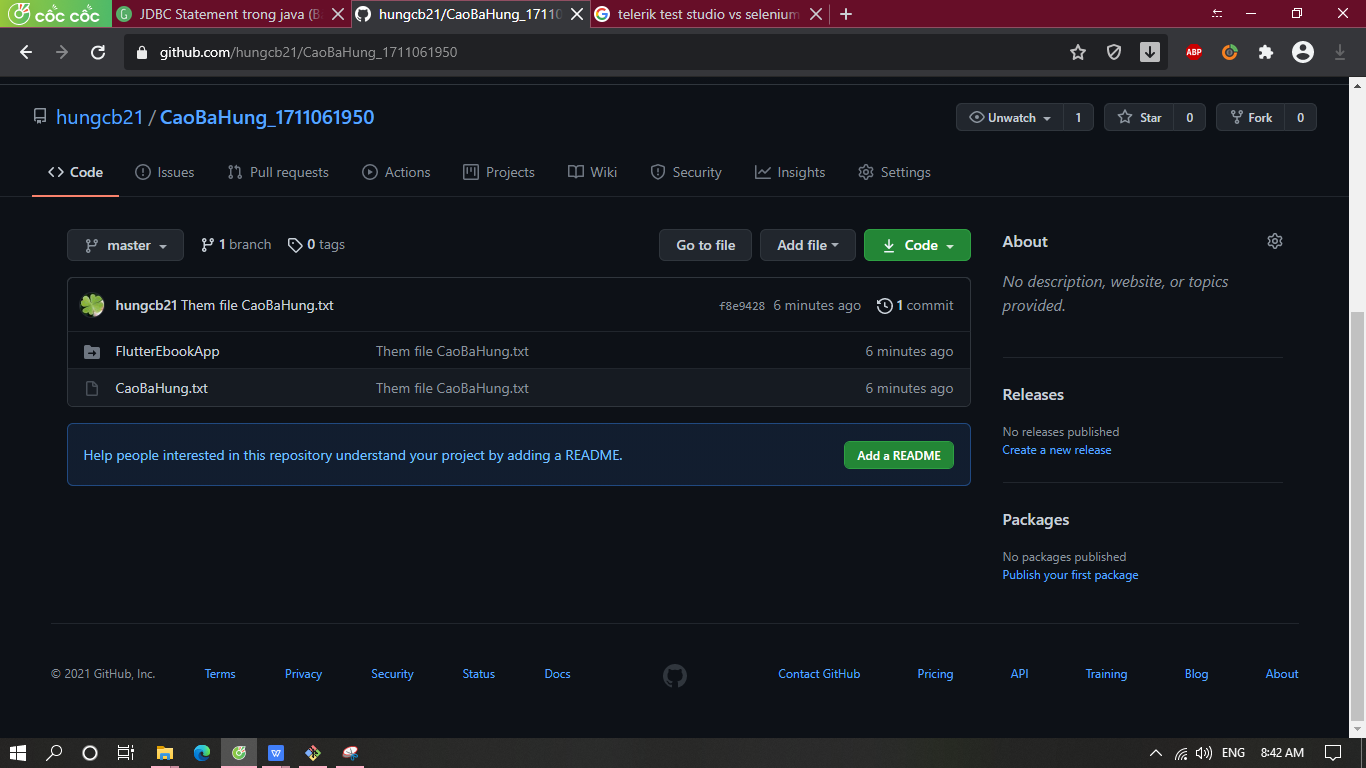 cốc cốc JDBC Statement trong java (B hungcb21/CaoBaHung_17110 telerik test studio vs selenium
github.com/hungcb21/CaoBaHung_1711061950 ABP
hungcb21 / CaoBaHung_1711061950 Unwatch 1 Star 0 Fork 0
Code Issues Pull requests Actions Projects Wiki Security Insights Settings
master 1 branch 0 tags Go to file Add file Code
hungcb21 Them file CaoBaHung.txt f8e9428 6 minutes ago 1 commit
FlutterEbookApp Them file CaoBaHung.txt 6 minutes ago
CaoBaHung.txt Them file CaoBaHung.txt 6 minutes ago
Help people interested in this repository understand your project by adding a README. Add a README
About
No description, website, or topics
provided.
Releases
No releases published
Create a new release
Packages
No packages published
Publish your first package
© 2021 GitHub, Inc. Terms Privacy Security Status Docs Contact GitHub Pricing API Training Blog About
ENG 8:42 AM